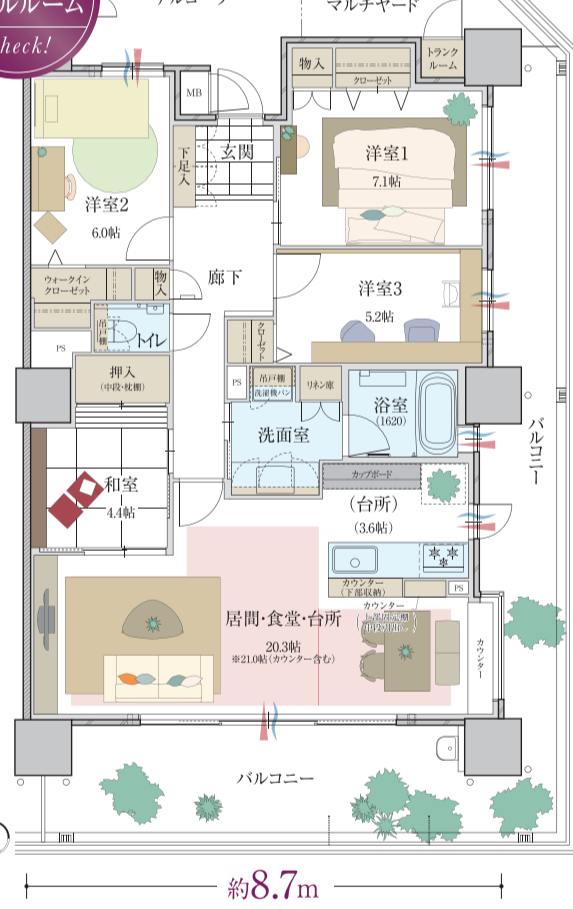 ルルーム
check!
マルチヤード
トランク
ルーム
物入
クローゼット
MB
下足入
玄関
洋室1
7.1帖
洋室2
6.0帖
廊下
ウォークイン
クローゼット
物入
洋室3
5.2帖
吊戸棚
トイレ
PS
クローゼット
押入
(中段・枕棚)
PS
吊戸棚
洗濯機パン
リネン庫
浴室
(1620)
洗面室
バルコニー
カップボード
和室
4.4帖
(台所)
(3.6帖)
カウンター
(下部収納)
PS
カウンター
居間・食堂・台所
20.3帖
※21.0帖(カウンター含む)
カウンター
バルコニー
約8.7m